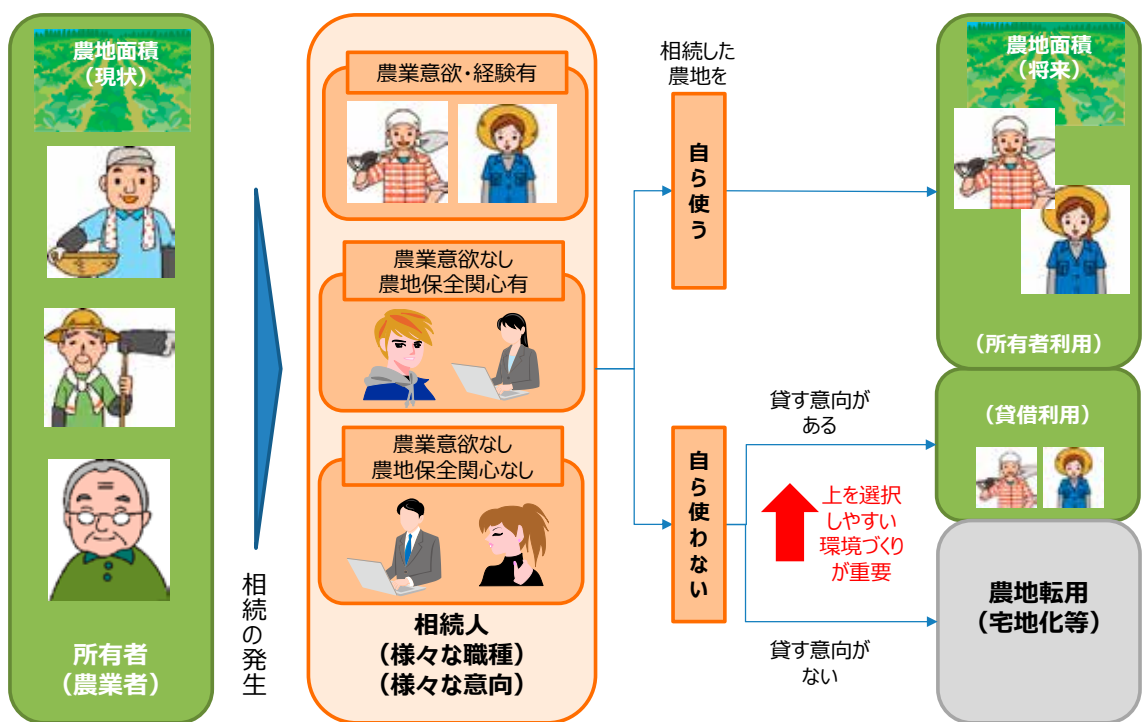 農地面積
（現状）
所有者
（農業者）
相続の発生
農業意欲・経験有
農業意欲なし
農地保全関心有
農業意欲なし
農地保全関心なし
相続人
（様々な職種）
（様々な意向）
相続した
農地を
自ら使う
自ら使わない
貸す意向が
ある
上を選択
しやすい
環境づくり
が重要
貸す意向が
ない
農地面積
（将来）
（所有者利用）
（貸借利用）
農地転用
（宅地化等）